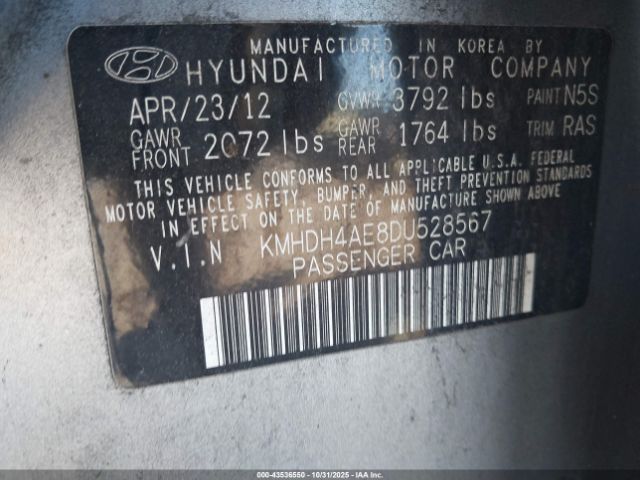 MANUFACTURED IN KOREA BY
HYUNDAI MOTOR COMPANY
APR/23/12 GVWR 3792 lbs PAINT N5S
GAWR FRONT 2072 lbs GAWR REAR 1764 lbs TRIM RAS
THIS VEHICLE CONFORMS TO ALL APPLICABLE U.S.A. FEDERAL
MOTOR VEHICLE SAFETY, BUMPER, AND THEFT PREVENTION STANDARDS
IN EFFECT ON THE DATE OF MANUFACTURE SHOWN ABOVE
V.I.N KMHDH4AE8DU528567
PASSENGER CAR
000-43536550 - 10/31/2025 - IAAI.CA